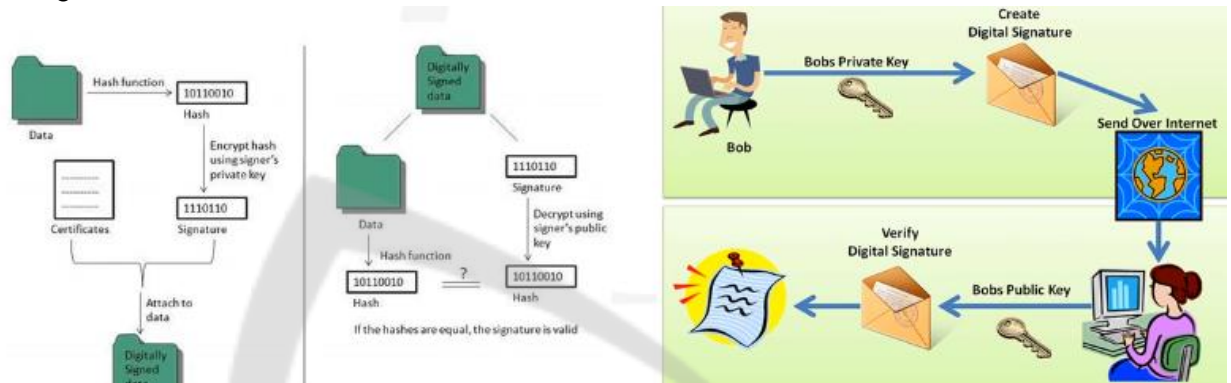 Hash function
10110010
Hash
Data
Encrypt hash
using signer's
private key
1110110
Certificates
Signature
Attach to
data
Digitally
Signed
Digitally
Signed
data
1110110
Signature
Data
Decrypt using
signer's public
key
Hash function
10110010
?
10110010
Hash
Hash
If the hashes are equal, the signature is valid
Create
Digital Signature
Bobs Private Key
Bob
Send Over Internet
Verify
Digital Signature
Bobs Public Key